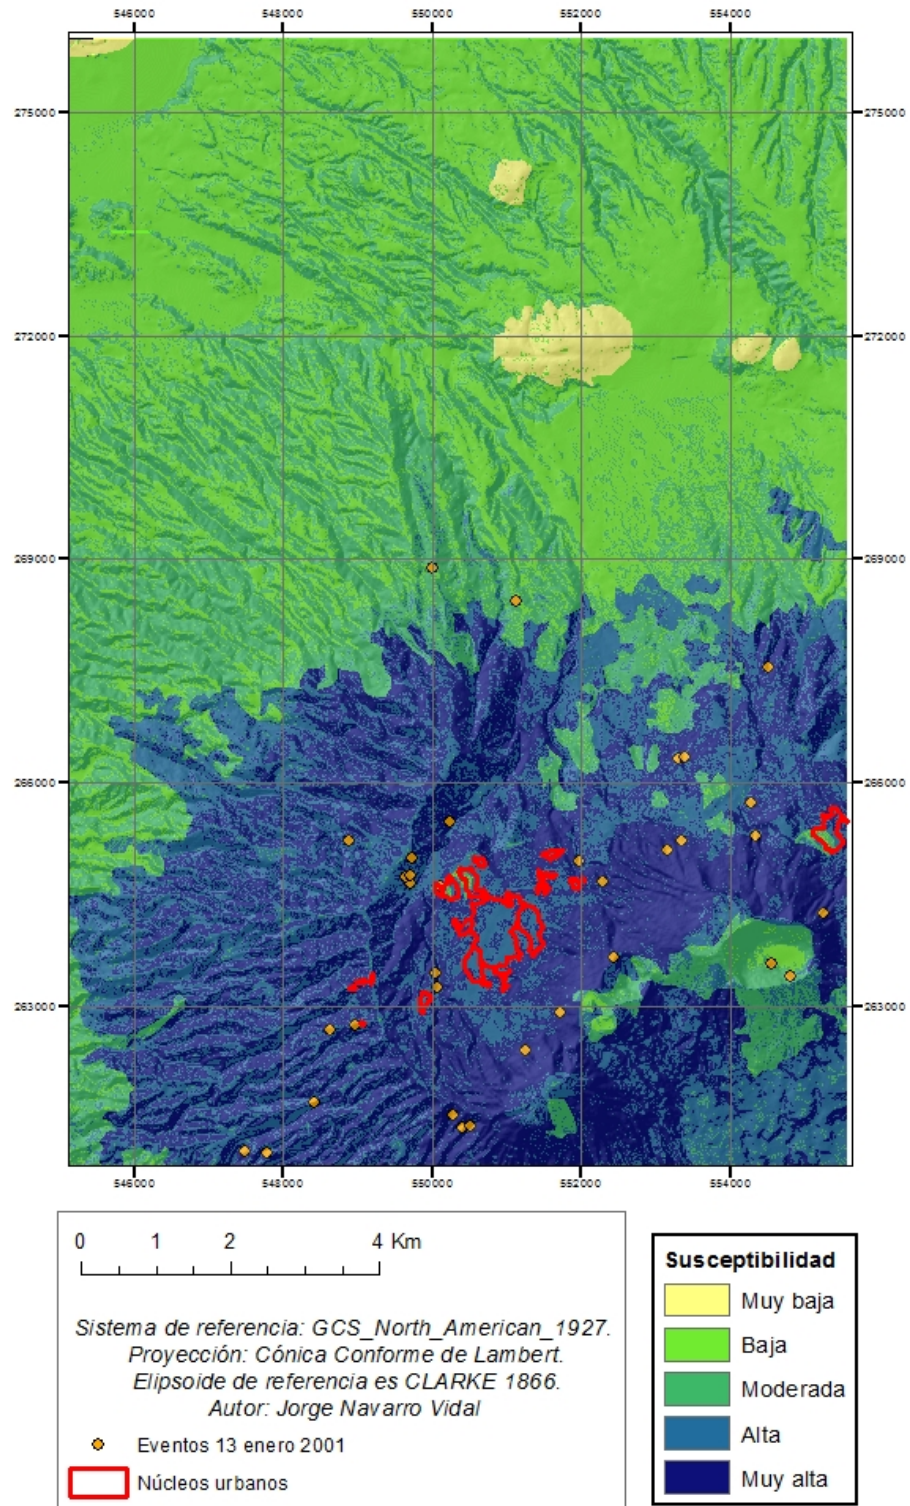 546000 548000 550000 552000 554000
275000 275000
272000 272000
269000 269000
266000 266000
263000 263000
546000 548000 550000 552000 554000
0 1 2 4 Km
Sistema de referencia: GCS_North_American_1927.
Proyección: Cónica Conforme de Lambert.
Elipsoide de referencia es CLARKE 1866.
Autor: Jorge Navarro Vidal
Eventos 13 enero 2001
Núcleos urbanos
Susceptibilidad
Muy baja
Baja
Moderada
Alta
Muy alta